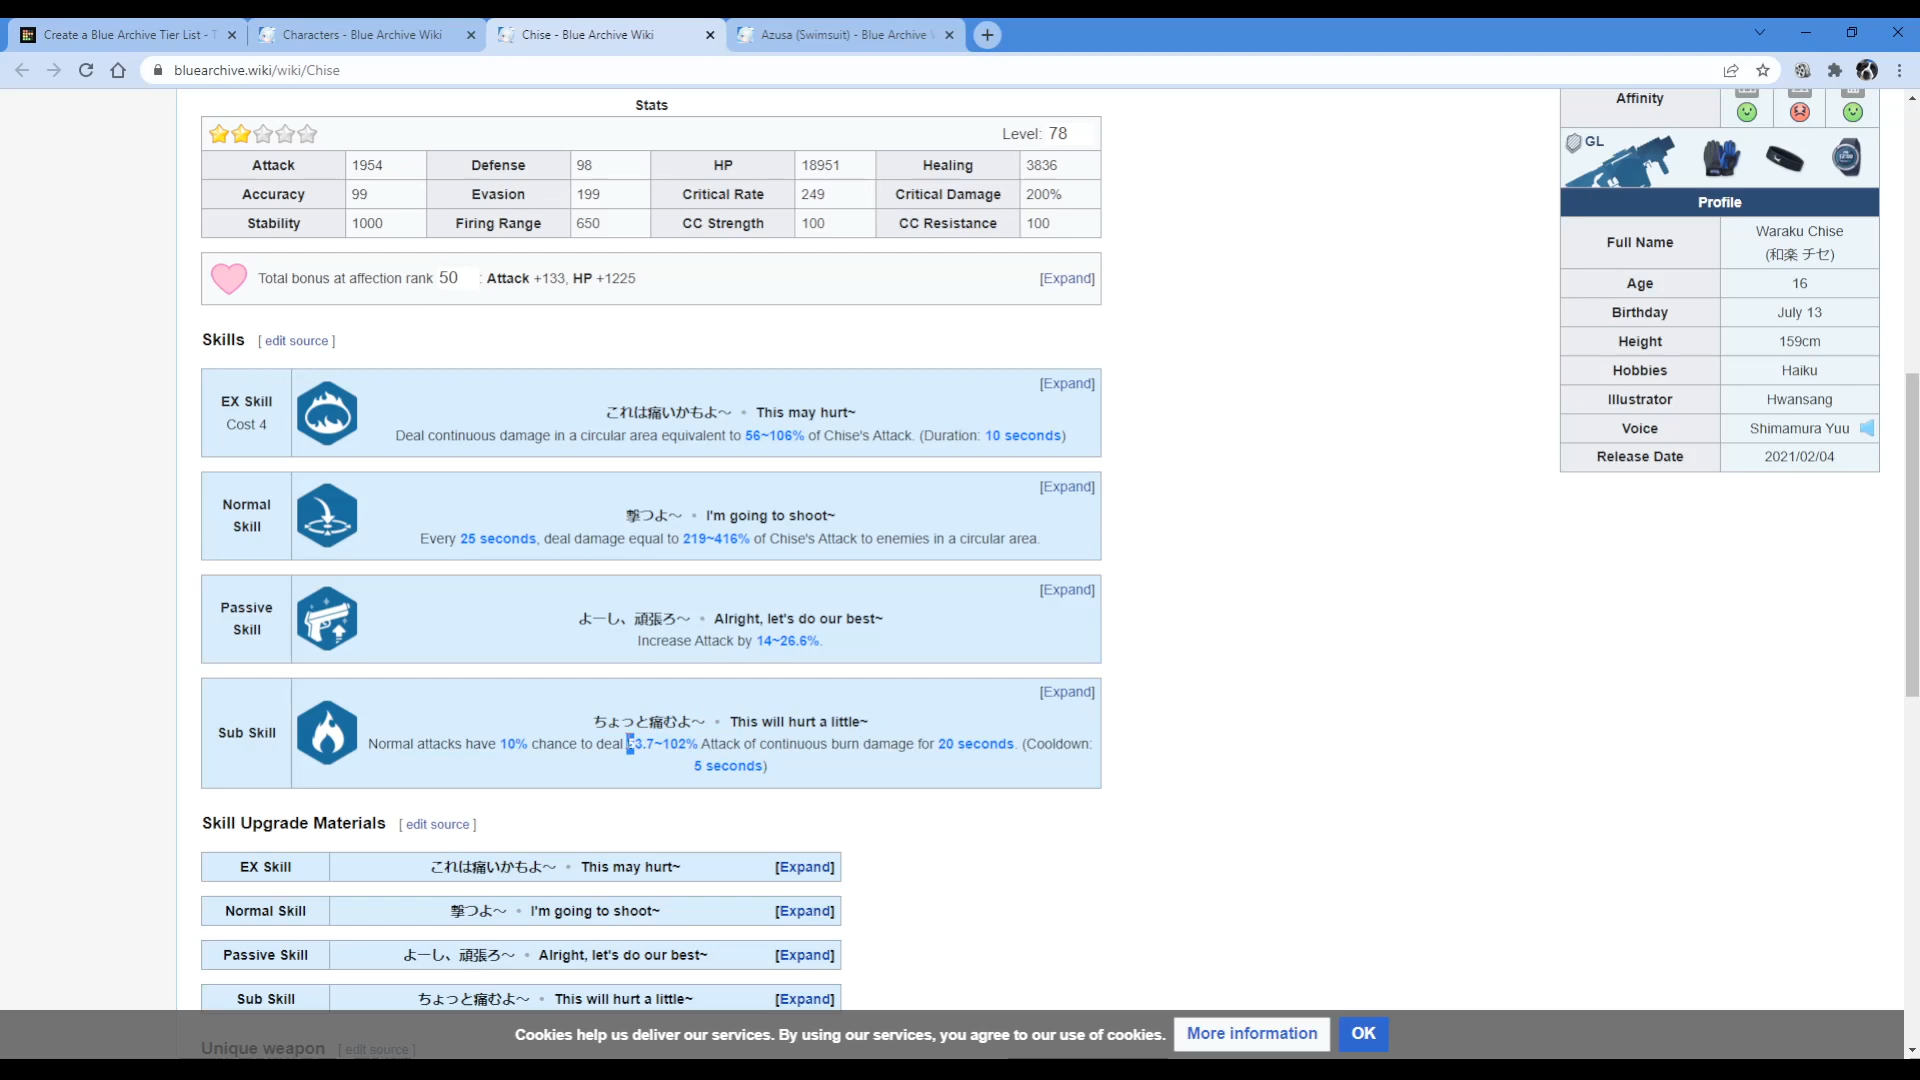 Create a Blue Archive Tier List - T
Characters - Blue Archive Wiki
Chise - Blue Archive Wiki
Azusa (Swimsuit) - Blue Archive
bluearchive.wiki/wiki/Chise
Stats
Level: 78
Attack 1954 Defense 98 HP 18951 Healing 3836
Accuracy 99 Evasion 199 Critical Rate 249 Critical Damage 200%
Stability 1000 Firing Range 650 CC Strength 100 CC Resistance 100
Total bonus at affection rank 50 : Attack +133, HP +1225 [Expand]
Skills [ edit source ]
EX Skill
Cost 4
[Expand]
これは痛いかもよ～ • This may hurt~
Deal continuous damage in a circular area equivalent to 56~106% of Chise's Attack. (Duration: 10 seconds)
Normal
Skill
[Expand]
撃つよ～ • I'm going to shoot~
Every 25 seconds, deal damage equal to 219~416% of Chise's Attack to enemies in a circular area.
Passive
Skill
[Expand]
よーし、頑張ろ～ • Alright, let's do our best~
Increase Attack by 14~26.6%.
Sub Skill
[Expand]
ちょっと痛むよ～ • This will hurt a little~
Normal attacks have 10% chance to deal 53.7~102% Attack of continuous burn damage for 20 seconds. (Cooldown:
5 seconds)
Skill Upgrade Materials [ edit source ]
EX Skill これは痛いかもよ～ • This may hurt~ [Expand]
Normal Skill 撃つよ～ • I'm going to shoot~ [Expand]
Passive Skill よーし、頑張ろ～ • Alright, let's do our best~ [Expand]
Sub Skill ちょっと痛むよ～ • This will hurt a little~ [Expand]
Unique weapon [ edit source ]
Affinity
GL
Profile
Full Name Waraku Chise
(和楽 チセ)
Age 16
Birthday July 13
Height 159cm
Hobbies Haiku
Illustrator Hwansang
Voice Shimamura Yuu
Release Date 2021/02/04
Cookies help us deliver our services. By using our services, you agree to our use of cookies. More information OK